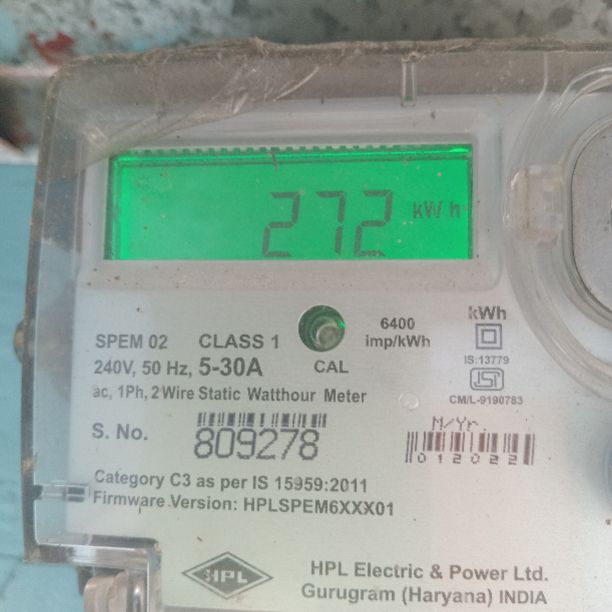 272 kW h
SPEM 02 CLASS 1 6400 imp/kWh kWh
240V, 50 Hz, 5-30A CAL IS:13779
ISI
ac, 1Ph, 2 Wire Static Watthour Meter CM/L-9190783
S. No. 809278 M/Yr.
012022
Category C3 as per IS 15959:2011
Firmware Version: HPLSPEM6XXX01
HPL HPL Electric & Power Ltd.
Gurugram (Haryana) INDIA